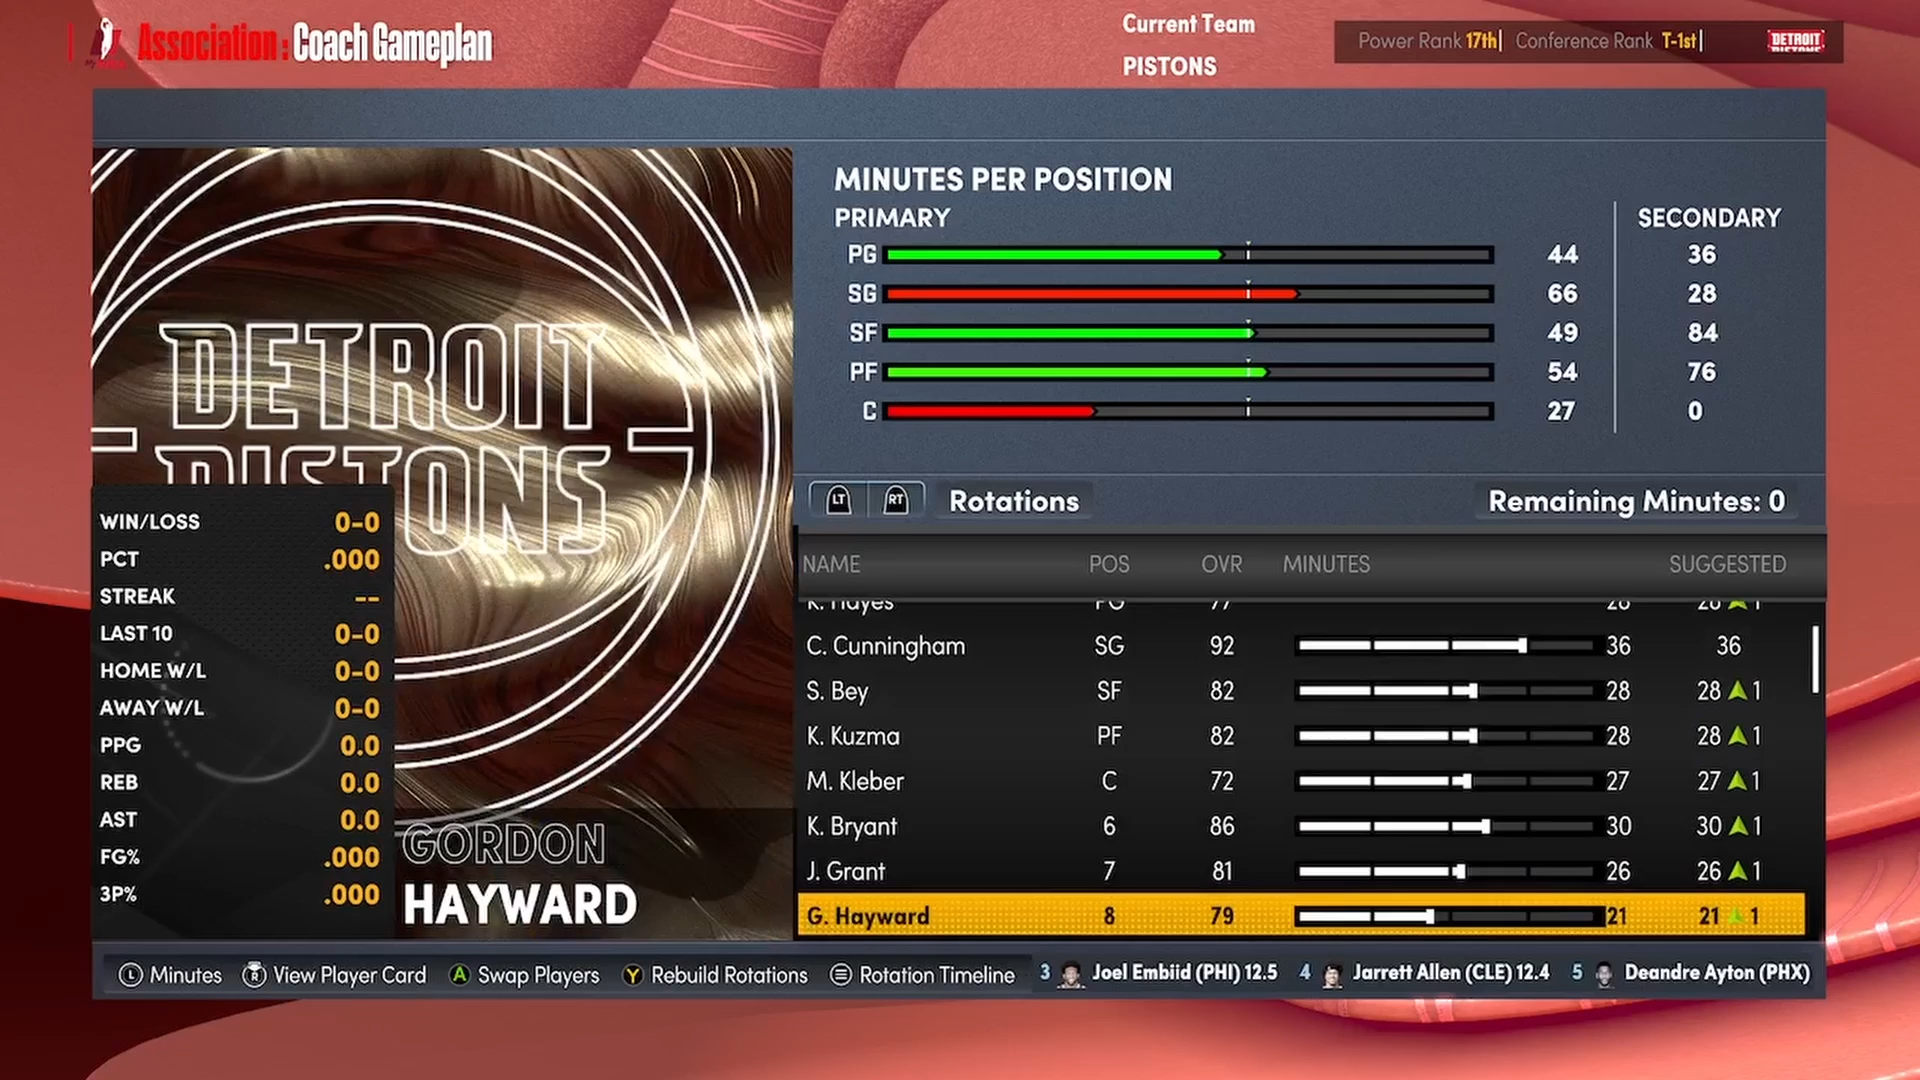 Association : Coach Gameplan
Current Team
PISTONS
Power Rank 17th| Conference Rank T-1st|
DETROIT
PISTONS
DETROIT
PISTONS
WIN/LOSS 0-0
PCT .000
STREAK --
LAST 10 0-0
HOME W/L 0-0
AWAY W/L 0-0
PPG 0.0
REB 0.0
AST 0.0
FG% .000
3P% .000
GORDON
HAYWARD
MINUTES PER POSITION
PRIMARY SECONDARY
PG 44 36
SG 66 28
SF 49 84
PF 54 76
C 27 0
LT RT Rotations Remaining Minutes: 0
NAME POS OVR MINUTES SUGGESTED
K. Hayes PG 77 28 28 1
C. Cunningham SG 92 36 36
S. Bey SF 82 28 28 1
K. Kuzma PF 82 28 28 1
M. Kleber C 72 27 27 1
K. Bryant 6 86 30 30 1
J. Grant 7 81 26 26 1
G. Hayward 8 79 21 21 1
L Minutes R View Player Card A Swap Players Y Rebuild Rotations Rotation Timeline 3 Joel Embiid (PHI) 12.5 4 Jarrett Allen (CLE) 12.4 5 Deandre Ayton (PHX)